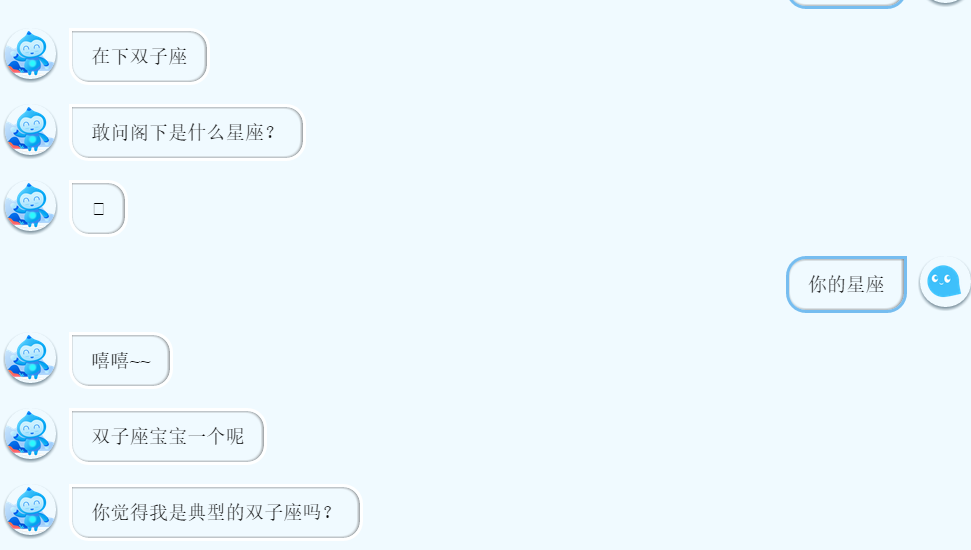 在下双子座
敢问阁下是什么星座？
你的星座
嘻嘻~~
双子座宝宝一个呢
你觉得我是典型的双子座吗？